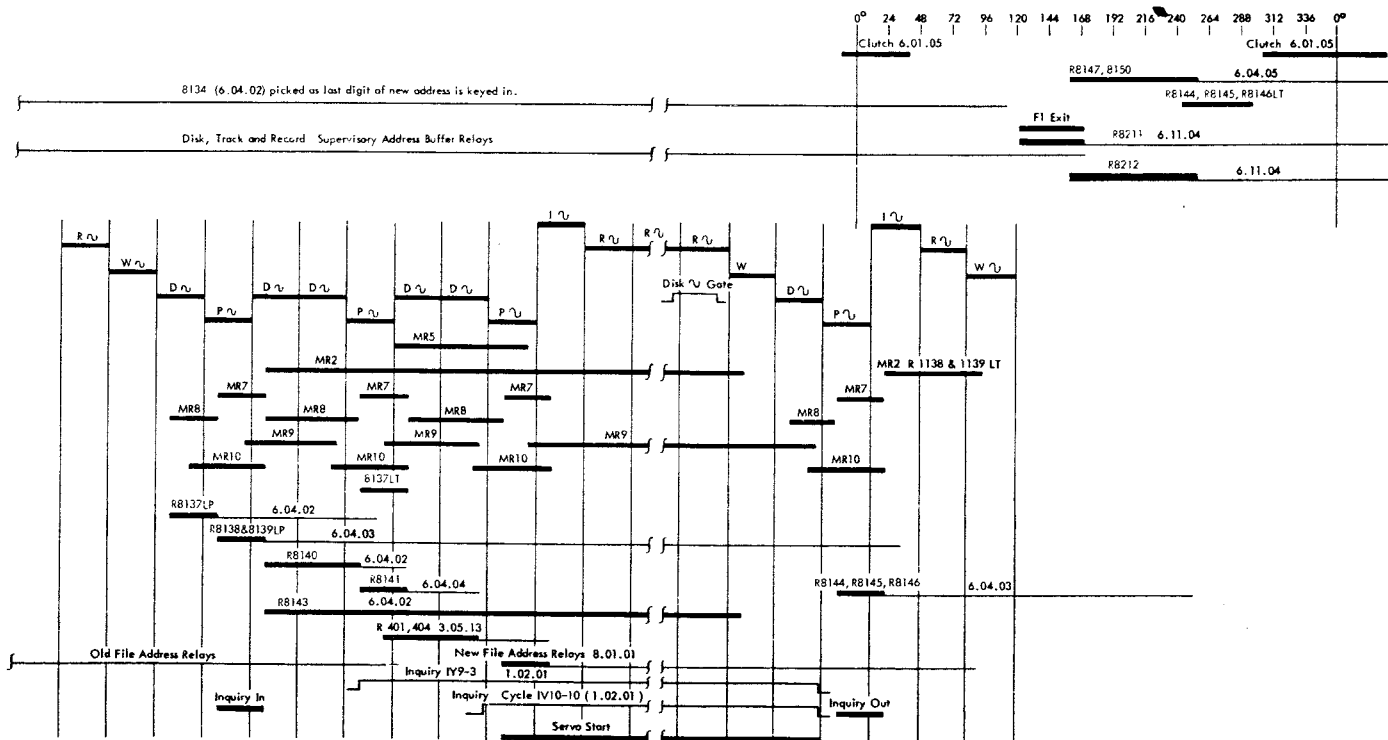 0° 24 48 72 96 120 144 168 192 216 240 264 288 312 336 0°
Clutch 6.01.05 Clutch 6.01.05
R8147, 8150 6.04.05
8134 (6.04.02) picked as last digit of new address is keyed in.
R8144, R8145, R8146LT
F1 Exit
Disk, Track and Record Supervisory Address Buffer Relays R8211 6.11.04
R8212 6.11.04
I ∿ I ∿
R ∿ R ∿ R ∿ R ∿ R ∿
W ∿ W W ∿
Disk ∿ Gate
D ∿ D ∿ D ∿ D ∿ D ∿ D ∿
P ∿ P ∿ P ∿ P ∿
MR5
MR2 MR2 R 1138 & 1139 LT
MR7 MR7 MR7 MR7
MR8 MR8 MR8 MR8
MR9 MR9 MR9
MR10 MR10 MR10 MR10
8137LT
R8137LP 6.04.02
R8138&8139LP 6.04.03
R8140 6.04.02
R8141 6.04.04 R8144, R8145, R8146 6.04.03
R8143 6.04.02
R 401,404 3.05.13
Old File Address Relays New File Address Relays 8.01.01
Inquiry IY9-3 1.02.01
Inquiry In Inquiry Cycle IV10-10 (1.02.01) Inquiry Out
Servo Start